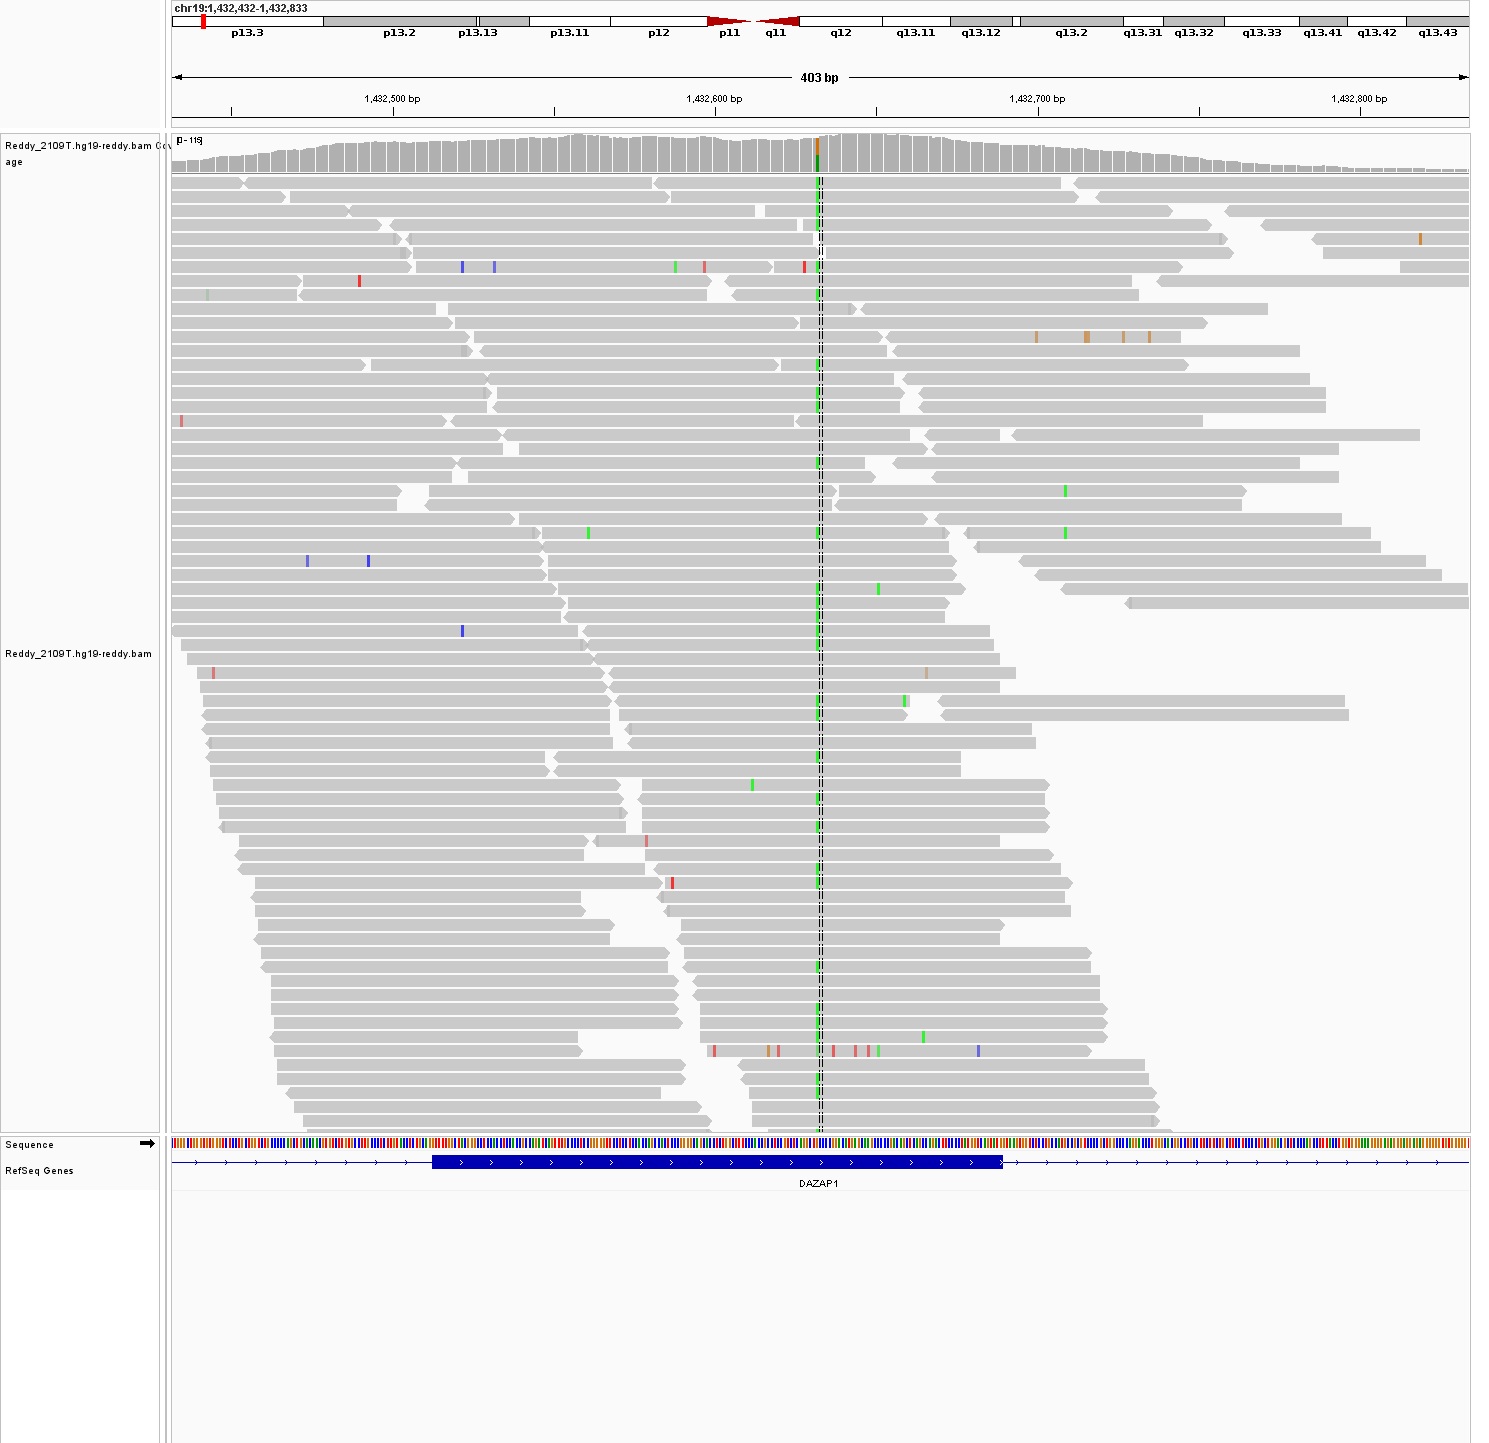 chr19:1,432,432-1,432,833
p13.3 p13.2 p13.13 p13.11 p12 p11 q11 q12 q13.11 q13.12 q13.2 q13.31 q13.32 q13.33 q13.41 q13.42 q13.43
403 bp
1,432,500 bp 1,432,600 bp 1,432,700 bp 1,432,800 bp
Reddy_2109T.hg19-reddy.bam Cov
age
[0 - 115]
Reddy_2109T.hg19-reddy.bam
Sequence
RefSeq Genes
DAZAP1